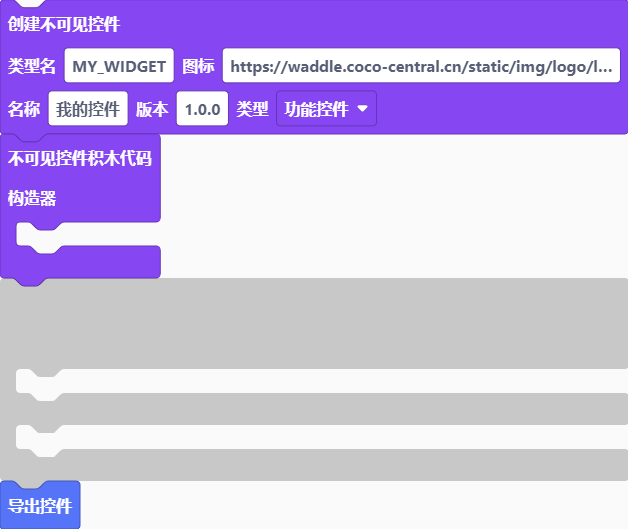 创建不可见控件
类型名 MY_WIDGET 图标 https://waddle.coco-central.cn/static/img/logo/l...
名称 我的控件 版本 1.0.0 类型 功能控件
不可见控件积木代码
构造器
导出控件